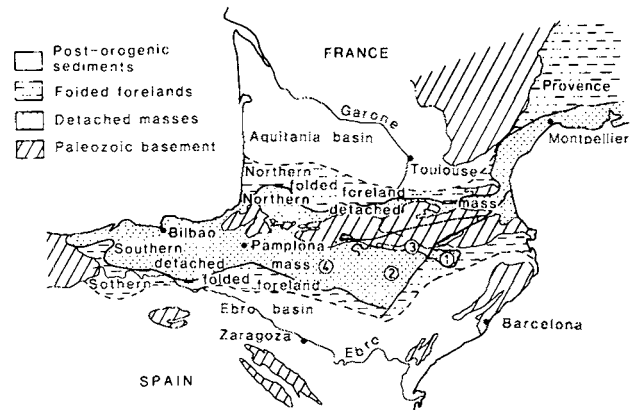 Post-orogenic
sediments
Foided forelands
Detached masses
Paleozoic basement
FRANCE
Provence
Montpellier
Garone
Aquitania basin
Toulouse
Northern
folded foreland
Northern
detached mass
Bilbao
Pamplona
Southern
detached mass
Sothern folded foreland
1
2
3
4
Ebro basin
Zaragoza
Ebro
Barcelona
SPAIN